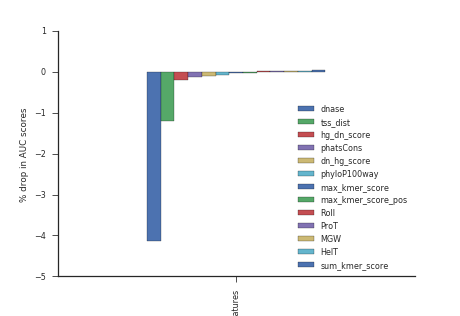 1
0
−1
−2
−3
−4
−5
% drop in AUC scores
dnase
tss_dist
hg_dn_score
phatsCons
dn_hg_score
phyloP100way
max_kmer_score
max_kmer_score_pos
Roll
ProT
MGW
HelT
sum_kmer_score
atures